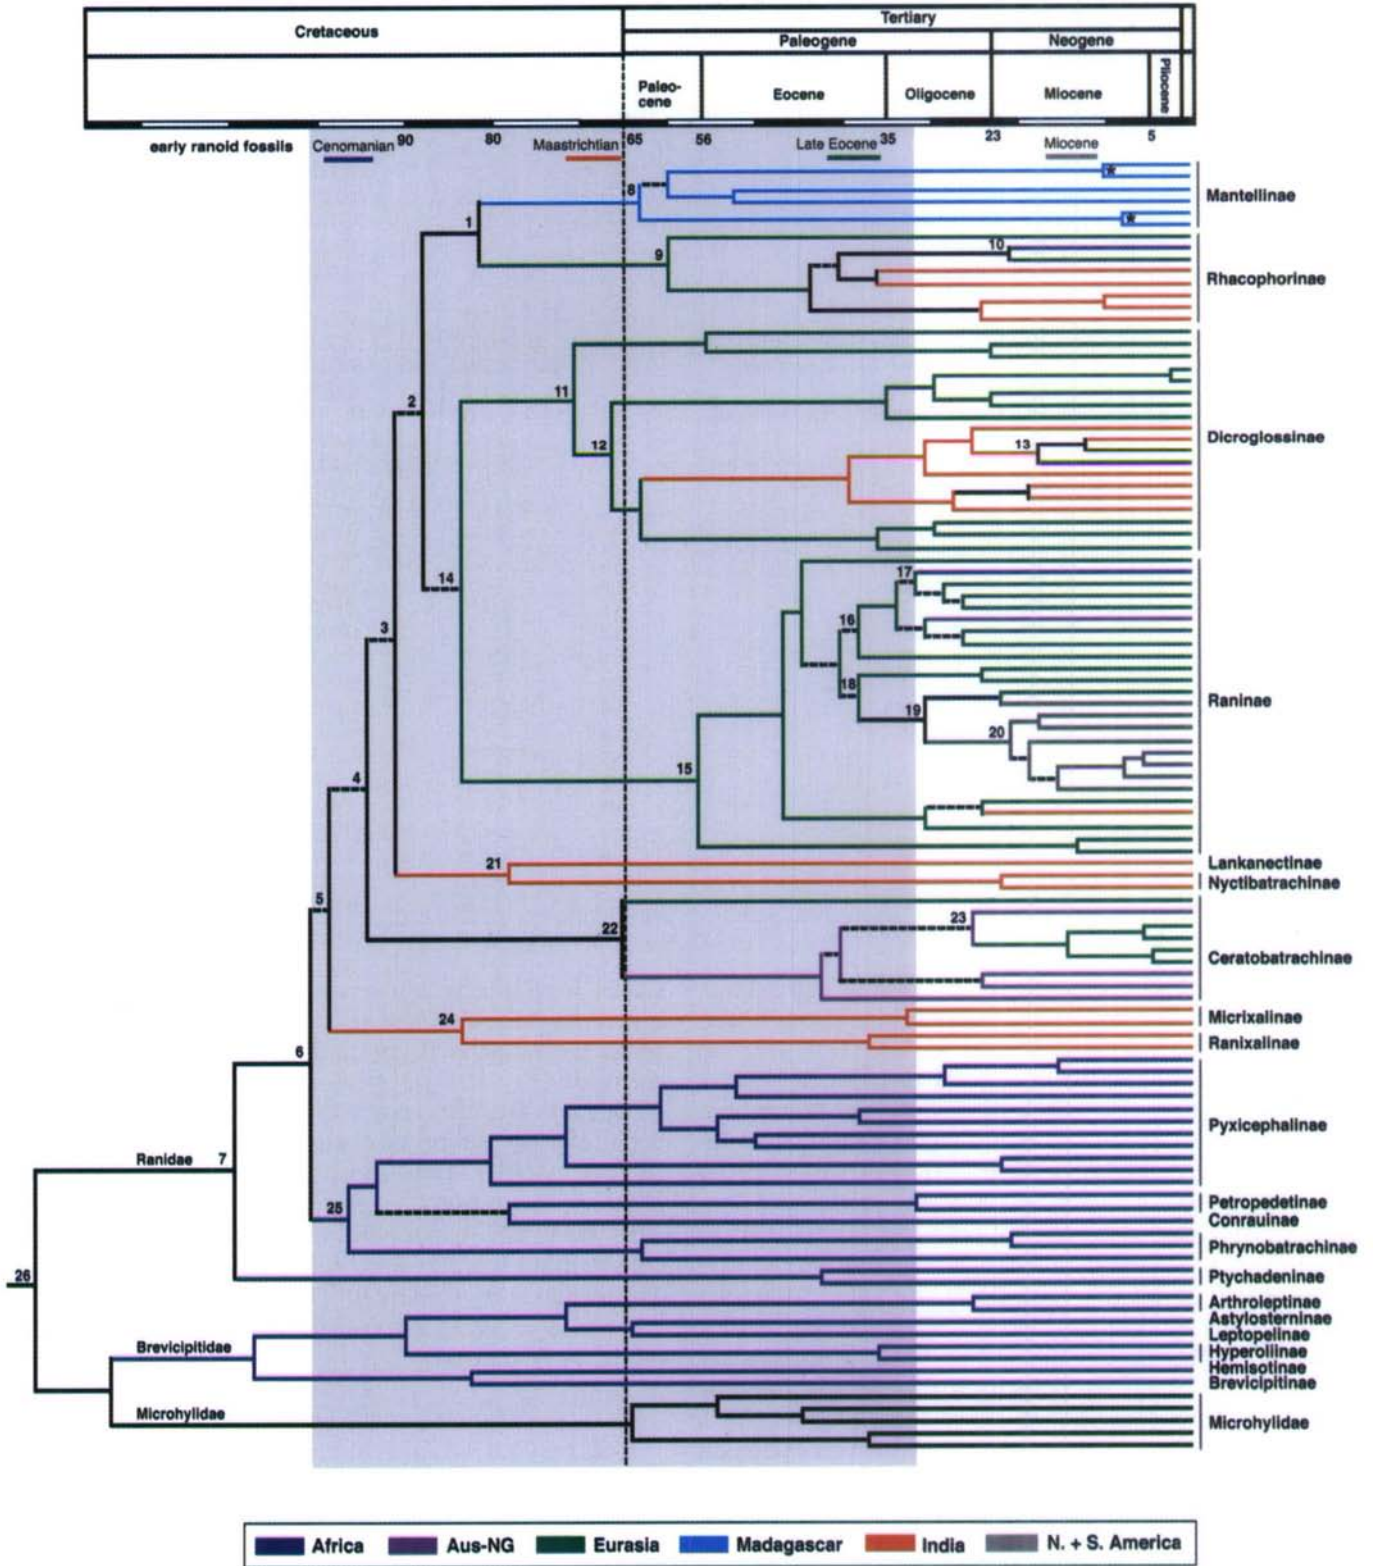 Cretaceous
Tertiary
Paleogene
Neogene
Paleo-
cene
Eocene
Oligocene
Miocene
Pliocene
early ranoid fossils
Cenomanian
90
80
Maastrichtian
65
56
Late Eocene
35
23
Miocene
5
8
*
Mantellinae
*
1
9
10
Rhacophorinae
11
2
12
13
Dicroglossinae
14
17
16
3
18
19
Raninae
20
15
4
21
Lankanectinae
Nyctibatrachinae
5
22
23
Ceratobatrachinae
24
Micrixalinae
Ranixalinae
6
Pyxicephalinae
Ranidae
7
25
Petropedetinae
Conrauinae
Phrynobatrachinae
26
Ptychadeninae
Arthroleptinae
Astylosterninae
Leptopelinae
Brevicipitidae
Hyperoliinae
Hemisotinae
Brevicipitinae
Microhylidae
Microhylidae
Africa
Aus-NG
Eurasia
Madagascar
India
N. + S. America